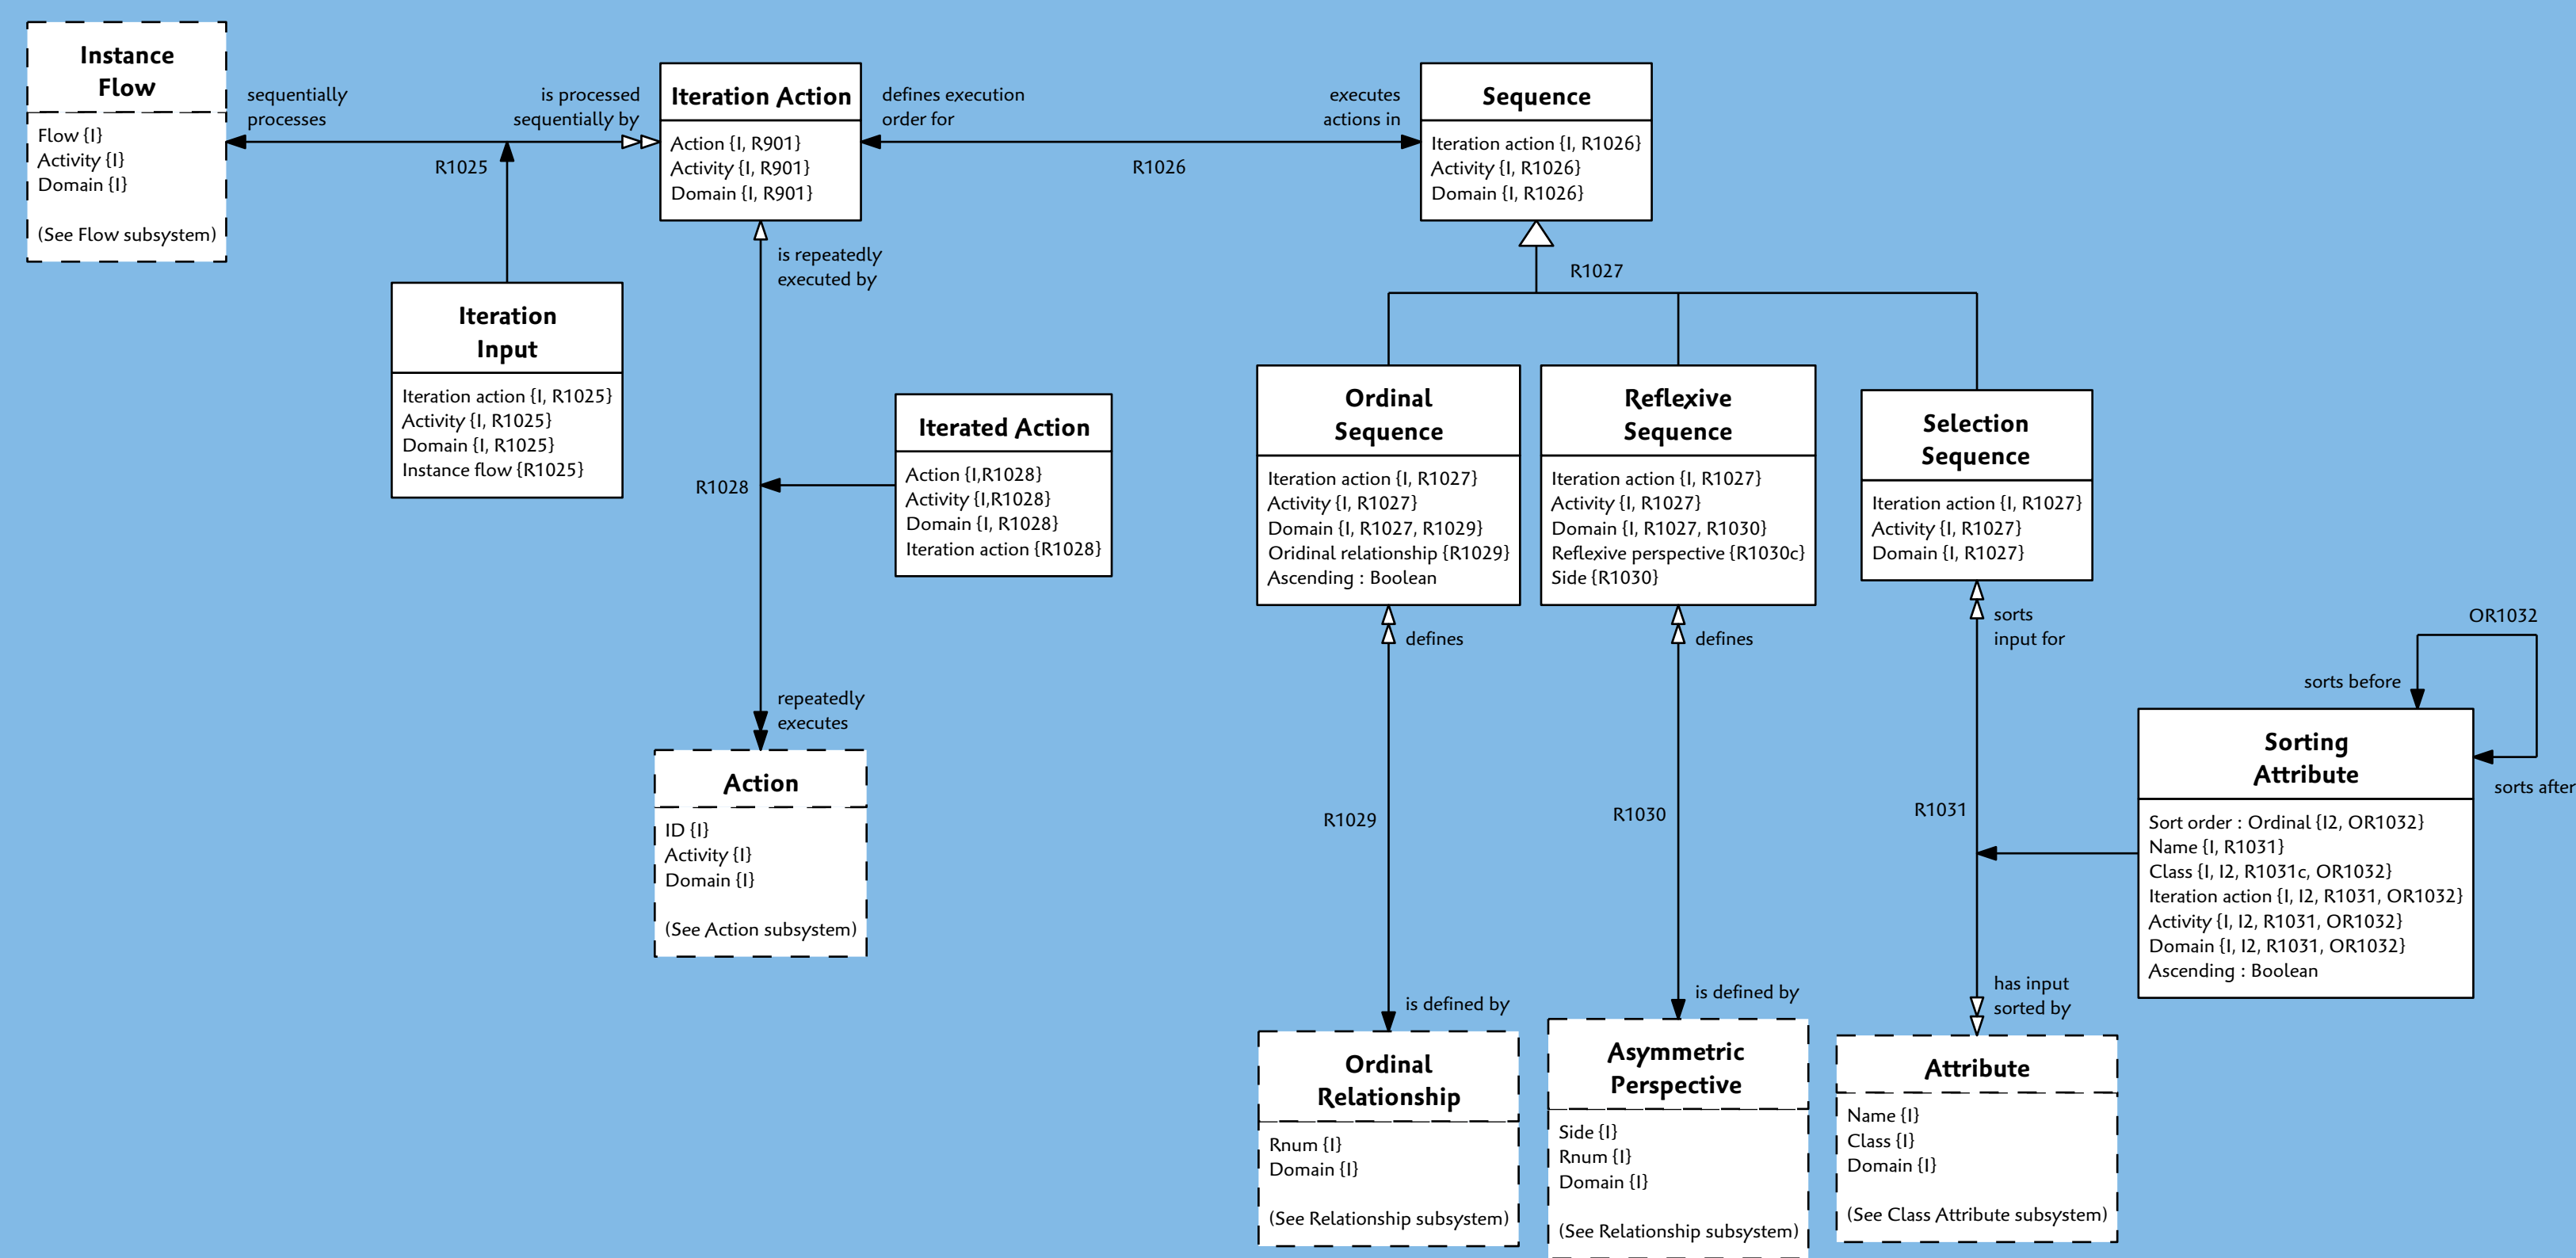 Instance
Flow
Flow {I}
Activity {I}
Domain {I}
(See Flow subsystem)
sequentially
processes
is processed
sequentially by
R1025
Iteration Action
Action {I, R901}
Activity {I, R901}
Domain {I, R901}
defines execution
order for
executes
actions in
R1026
Sequence
Iteration action {I, R1026}
Activity {I, R1026}
Domain {I, R1026}
R1027
Iteration
Input
Iteration action {I, R1025}
Activity {I, R1025}
Domain {I, R1025}
Instance flow {R1025}
is repeatedly
executed by
R1028
Iterated Action
Action {I,R1028}
Activity {I,R1028}
Domain {I, R1028}
Iteration action {R1028}
repeatedly
executes
Action
ID {I}
Activity {I}
Domain {I}
(See Action subsystem)
Ordinal
Sequence
Iteration action {I, R1027}
Activity {I, R1027}
Domain {I, R1027, R1029}
Oridinal relationship {R1029}
Ascending : Boolean
Reflexive
Sequence
Iteration action {I, R1027}
Activity {I, R1027}
Domain {I, R1027, R1030}
Reflexive perspective {R1030c}
Side {R1030}
Selection
Sequence
Iteration action {I, R1027}
Activity {I, R1027}
Domain {I, R1027}
defines
R1029
is defined by
defines
R1030
is defined by
sorts
input for
R1031
has input
sorted by
OR1032
sorts before
sorts after
Sorting
Attribute
Sort order : Ordinal {I2, OR1032}
Name {I, R1031}
Class {I, I2, R1031c, OR1032}
Iteration action {I, I2, R1031, OR1032}
Activity {I, I2, R1031, OR1032}
Domain {I, I2, R1031, OR1032}
Ascending : Boolean
Ordinal
Relationship
Rnum {I}
Domain {I}
(See Relationship subsystem)
Asymmetric
Perspective
Side {I}
Rnum {I}
Domain {I}
(See Relationship subsystem)
Attribute
Name {I}
Class {I}
Domain {I}
(See Class Attribute subsystem)